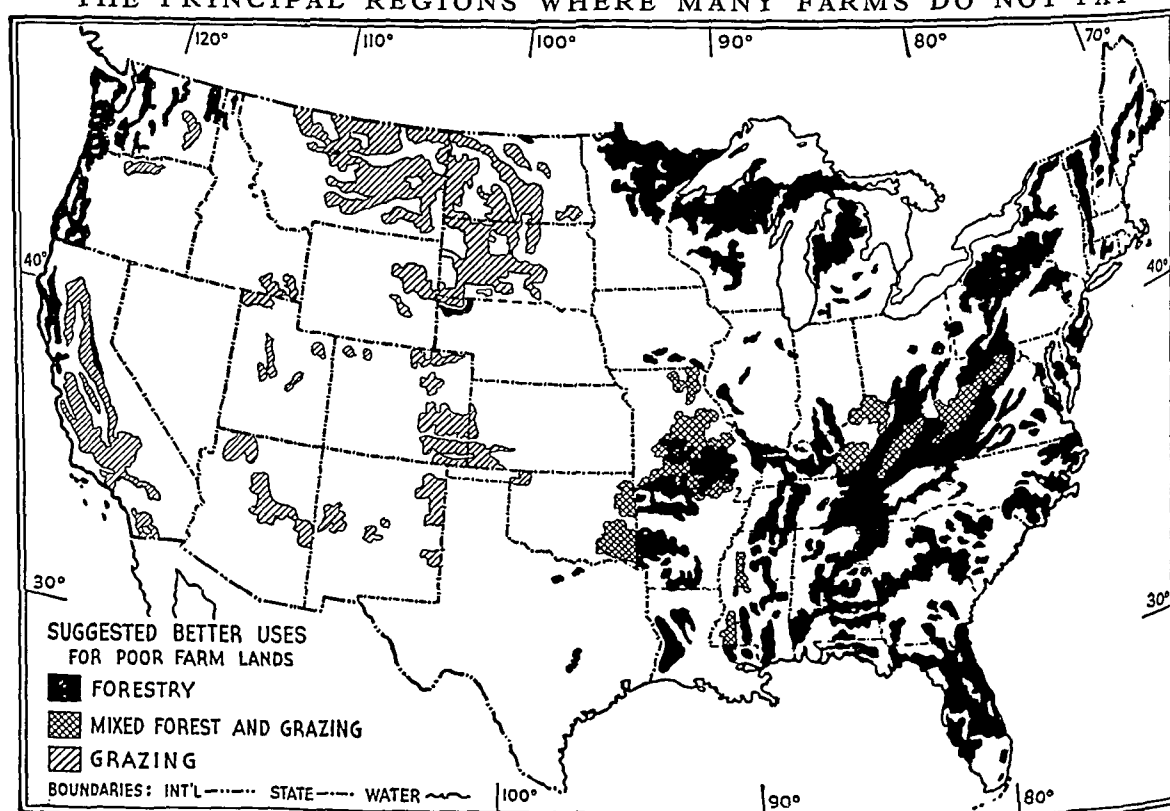 THE PRINCIPAL REGIONS WHERE MANY FARMS DO NOT PAY
120° 110° 100° 90° 80° 70°
40° 40°
30° 30°
SUGGESTED BETTER USES
FOR POOR FARM LANDS
FORESTRY
MIXED FOREST AND GRAZING
GRAZING
BOUNDARIES: INT'L STATE WATER
100° 90° 80°